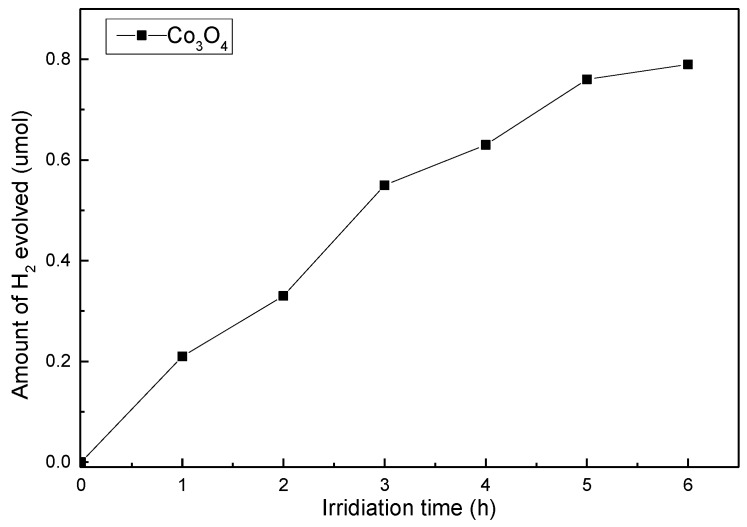 Co₃O₄
0.8
0.6
0.4
0.2
0.0
Amount of H₂ evolved (umol)
0 1 2 3 4 5 6
Irridiation time (h)